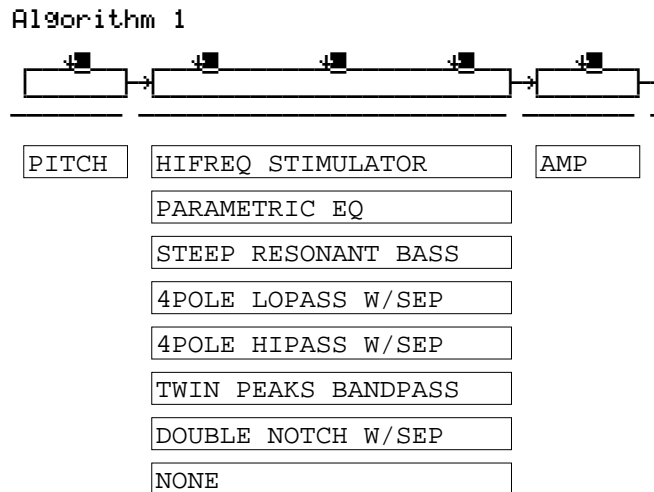 Algorithm 1
PITCH HIFREQ STIMULATOR AMP
PARAMETRIC EQ
STEEP RESONANT BASS
4POLE LOPASS W/SEP
4POLE HIPASS W/SEP
TWIN PEAKS BANDPASS
DOUBLE NOTCH W/SEP
NONE